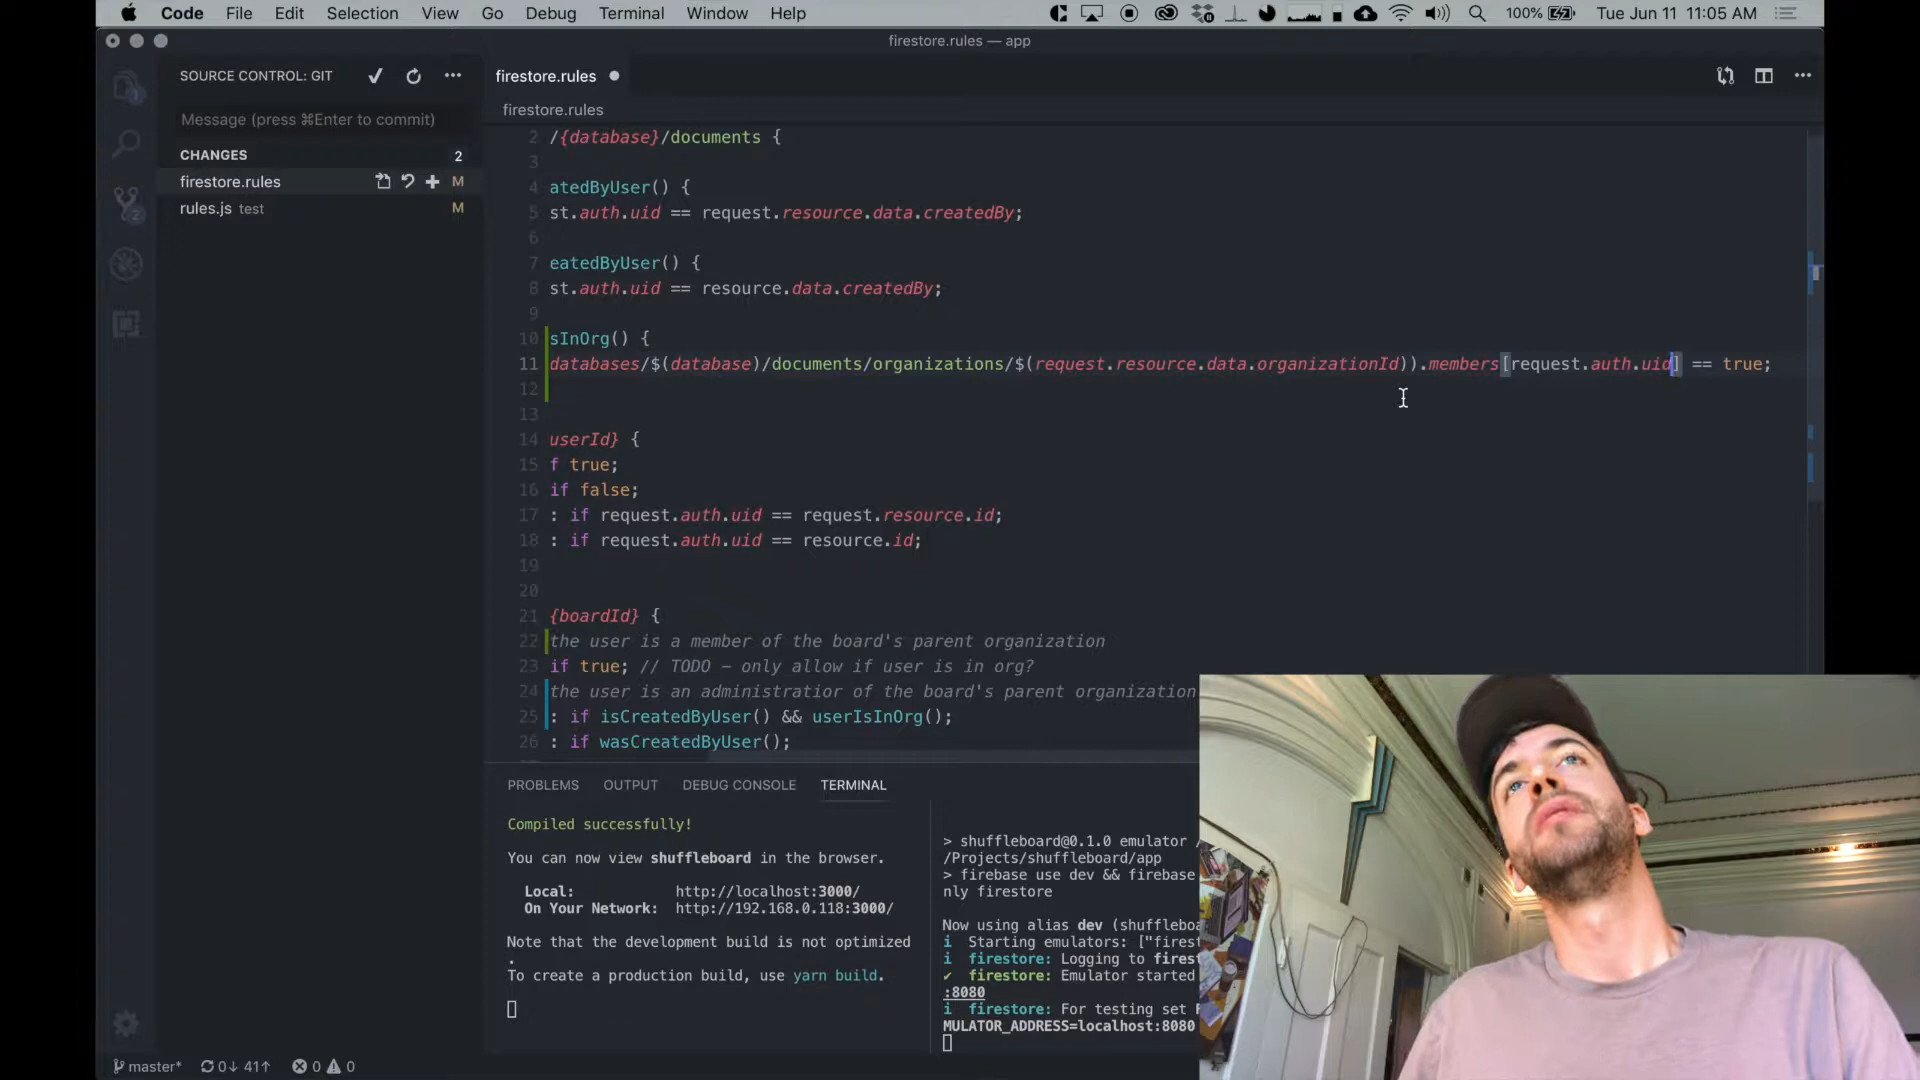 Code File Edit Selection View Go Debug Terminal Window Help 100% Tue Jun 11 11:05 AM
firestore.rules — app
SOURCE CONTROL: GIT
firestore.rules
Message (press ⌘Enter to commit)
firestore.rules
CHANGES 2
firestore.rules M
rules.js test M
2 /{database}/documents {
3
4 atedByUser() {
5 st.auth.uid == request.resource.data.createdBy;
6
7 eatedByUser() {
8 st.auth.uid == resource.data.createdBy;
9
10 sInOrg() {
11 databases/$(database)/documents/organizations/$(request.resource.data.organizationId)).members[request.auth.uid] == true;
12
13
14 userId} {
15 f true;
16 if false;
17 : if request.auth.uid == request.resource.id;
18 : if request.auth.uid == resource.id;
19
20
21 {boardId} {
22 the user is a member of the board's parent organization
23 if true; // TODO – only allow if user is in org?
24 the user is an administratior of the board's parent organization
25 : if isCreatedByUser() && userIsInOrg();
26 : if wasCreatedByUser();
PROBLEMS OUTPUT DEBUG CONSOLE TERMINAL
Compiled successfully!
You can now view shuffleboard in the browser.
Local: http://localhost:3000/
On Your Network: http://192.168.0.118:3000/
Note that the development build is not optimized
.
To create a production build, use yarn build.
> shuffleboard@0.1.0 emulator /
/Projects/shuffleboard/app
> firebase use dev && firebase
nly firestore
Now using alias dev (shufflebo
i Starting emulators: ["firest
i firestore: Logging to firest
✔ firestore: Emulator started
:8080
i firestore: For testing set F
MULATOR_ADDRESS=localhost:8080
master* 0↓ 41↑ 0 0